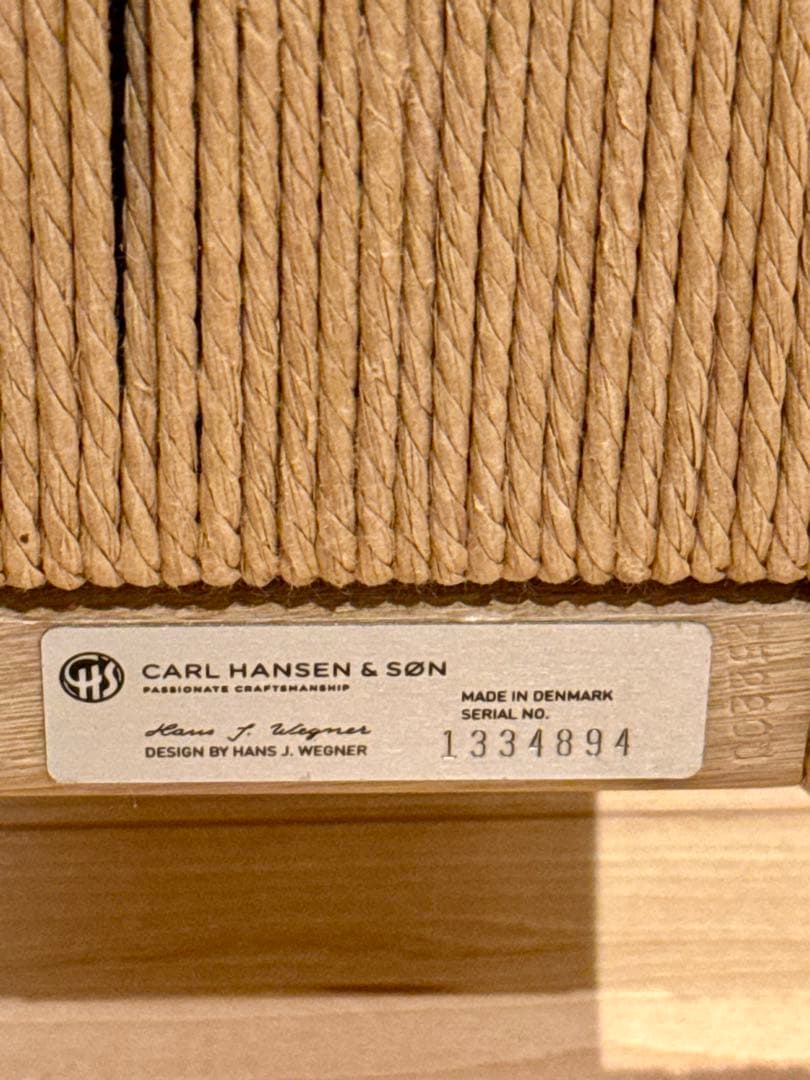 CHS
CARL HANSEN & SØN
PASSIONATE CRAFTSMANSHIP
Hans J. Wegner
DESIGN BY HANS J. WEGNER
MADE IN DENMARK
SERIAL NO.
1334894